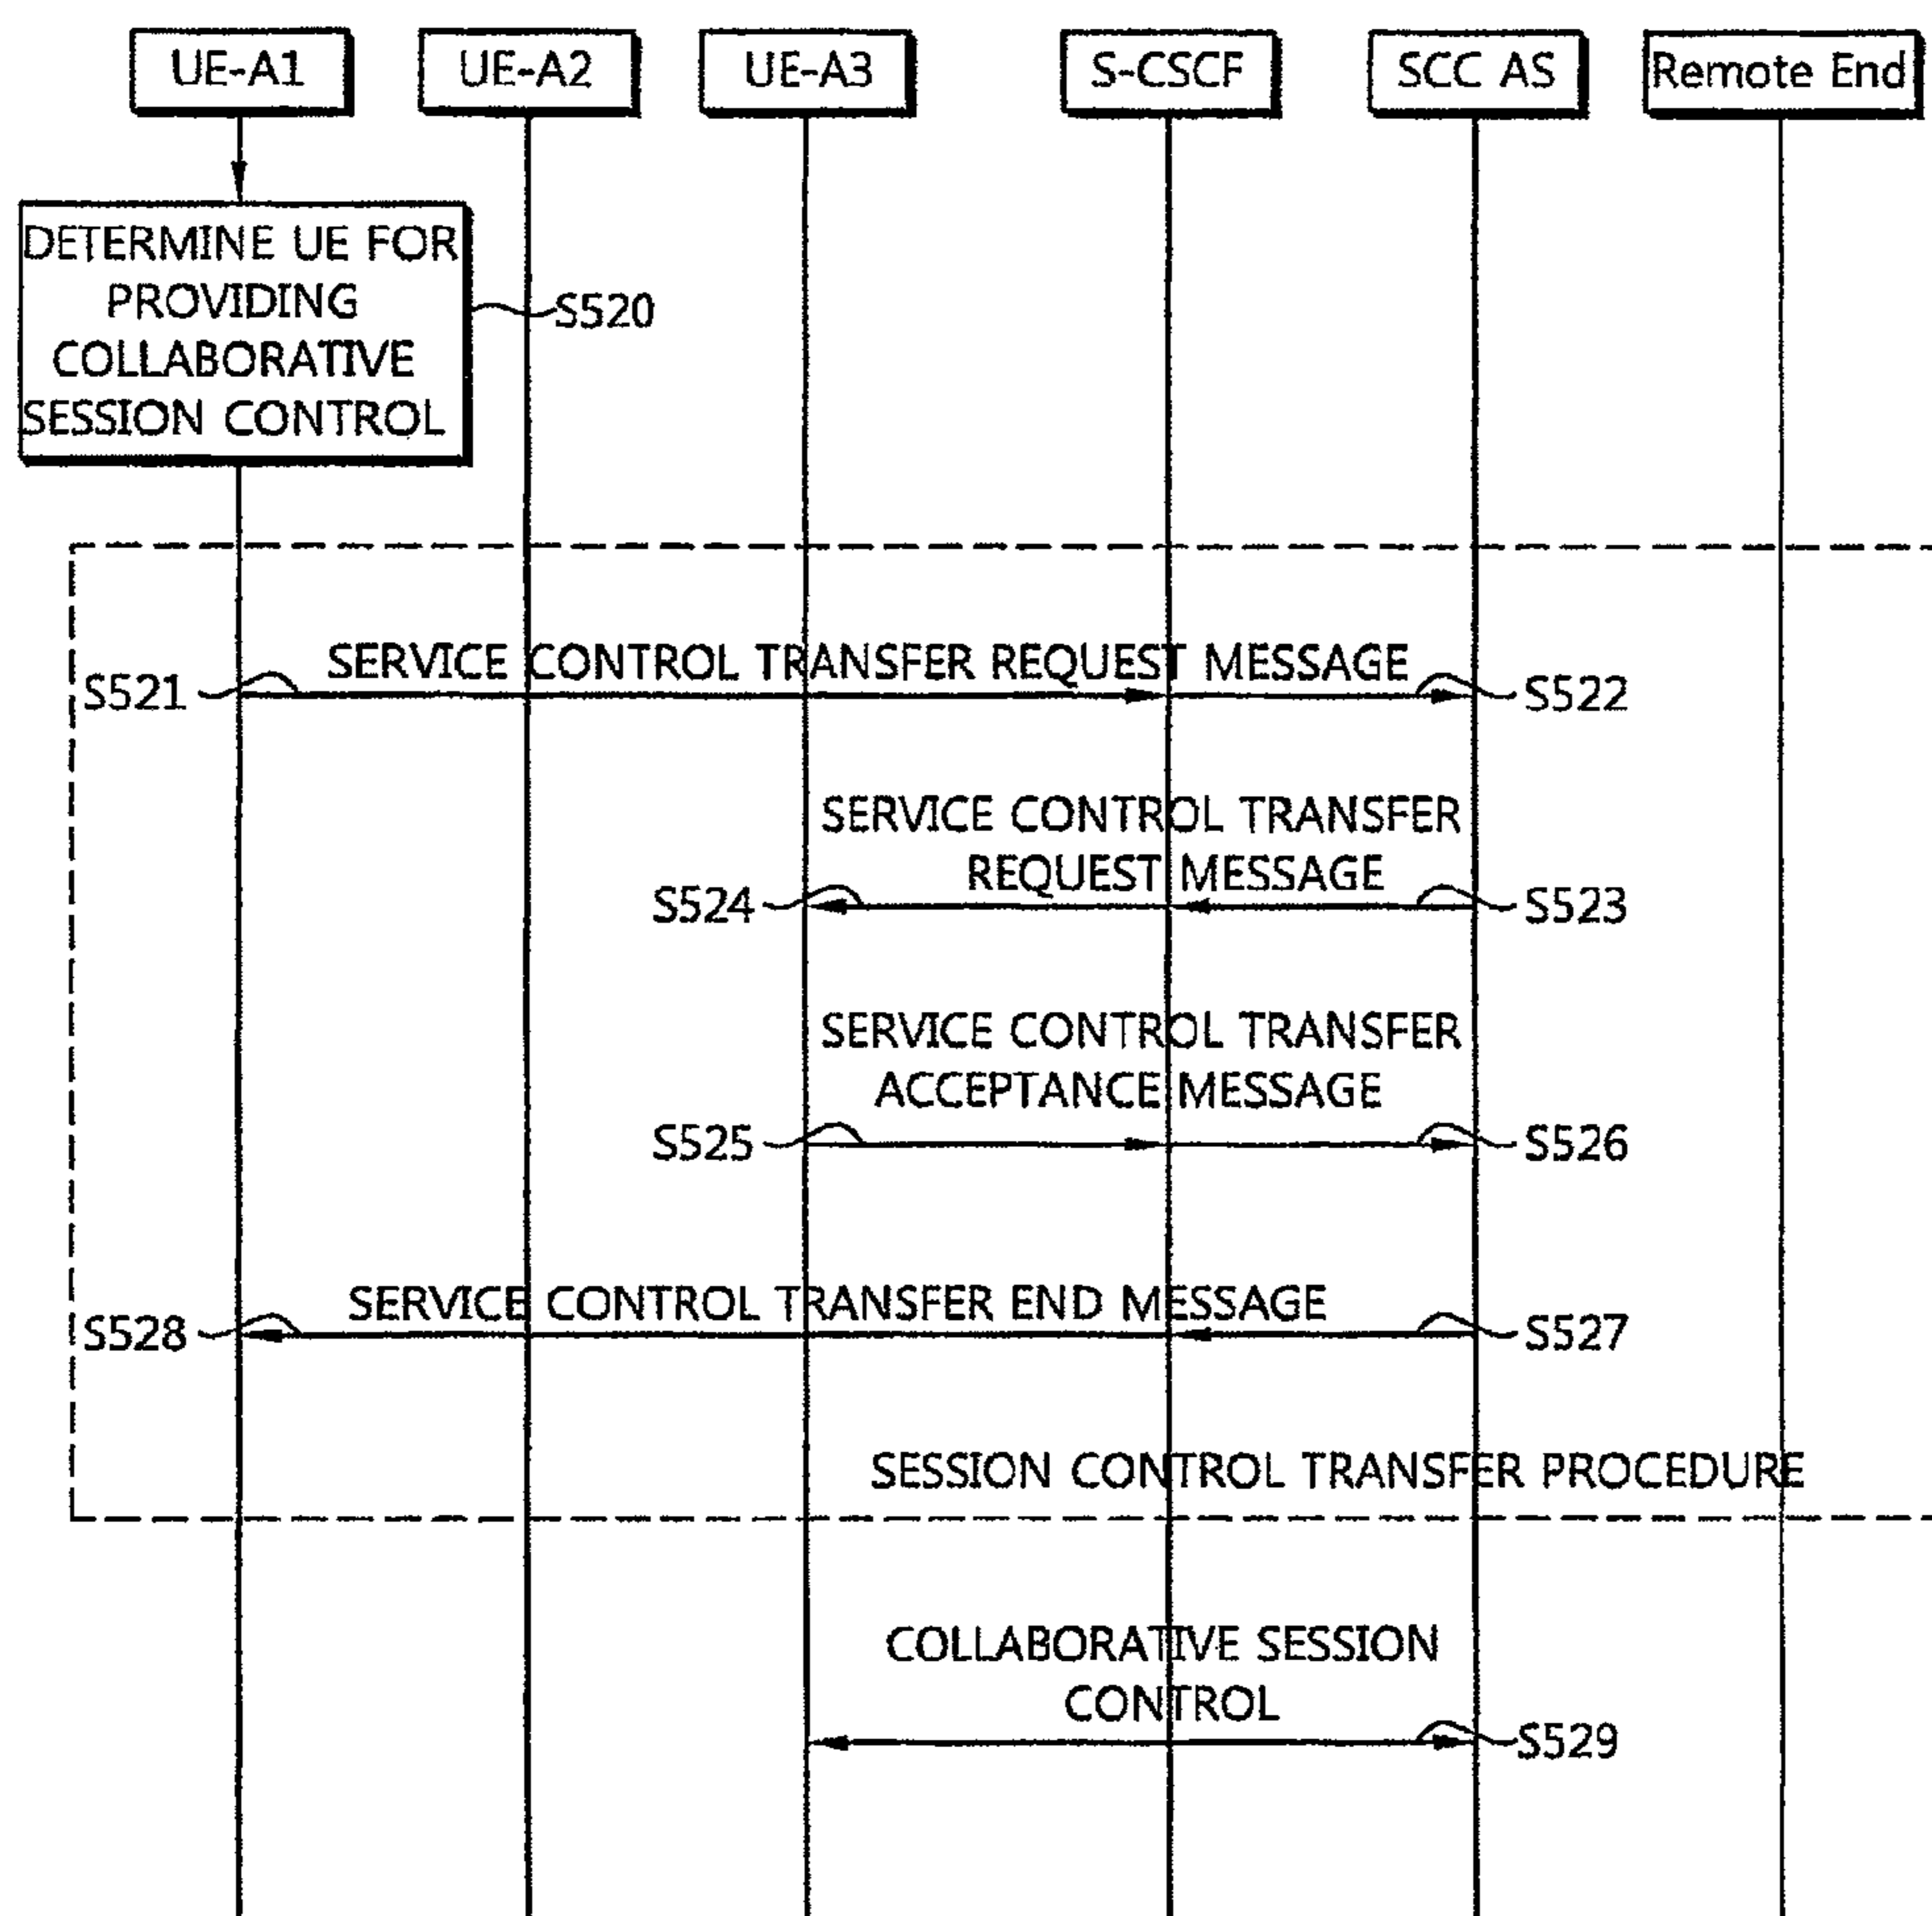 UE-A1
UE-A2
UE-A3
S-CSCF
SCC AS
Remote End
DETERMINE UE FOR
PROVIDING
COLLABORATIVE
SESSION CONTROL
S520
SERVICE CONTROL TRANSFER REQUEST MESSAGE
S521
S522
SERVICE CONTROL TRANSFER
REQUEST MESSAGE
S524
S523
SERVICE CONTROL TRANSFER
ACCEPTANCE MESSAGE
S525
S526
SERVICE CONTROL TRANSFER END MESSAGE
S528
S527
SESSION CONTROL TRANSFER PROCEDURE
COLLABORATIVE SESSION
CONTROL
S529